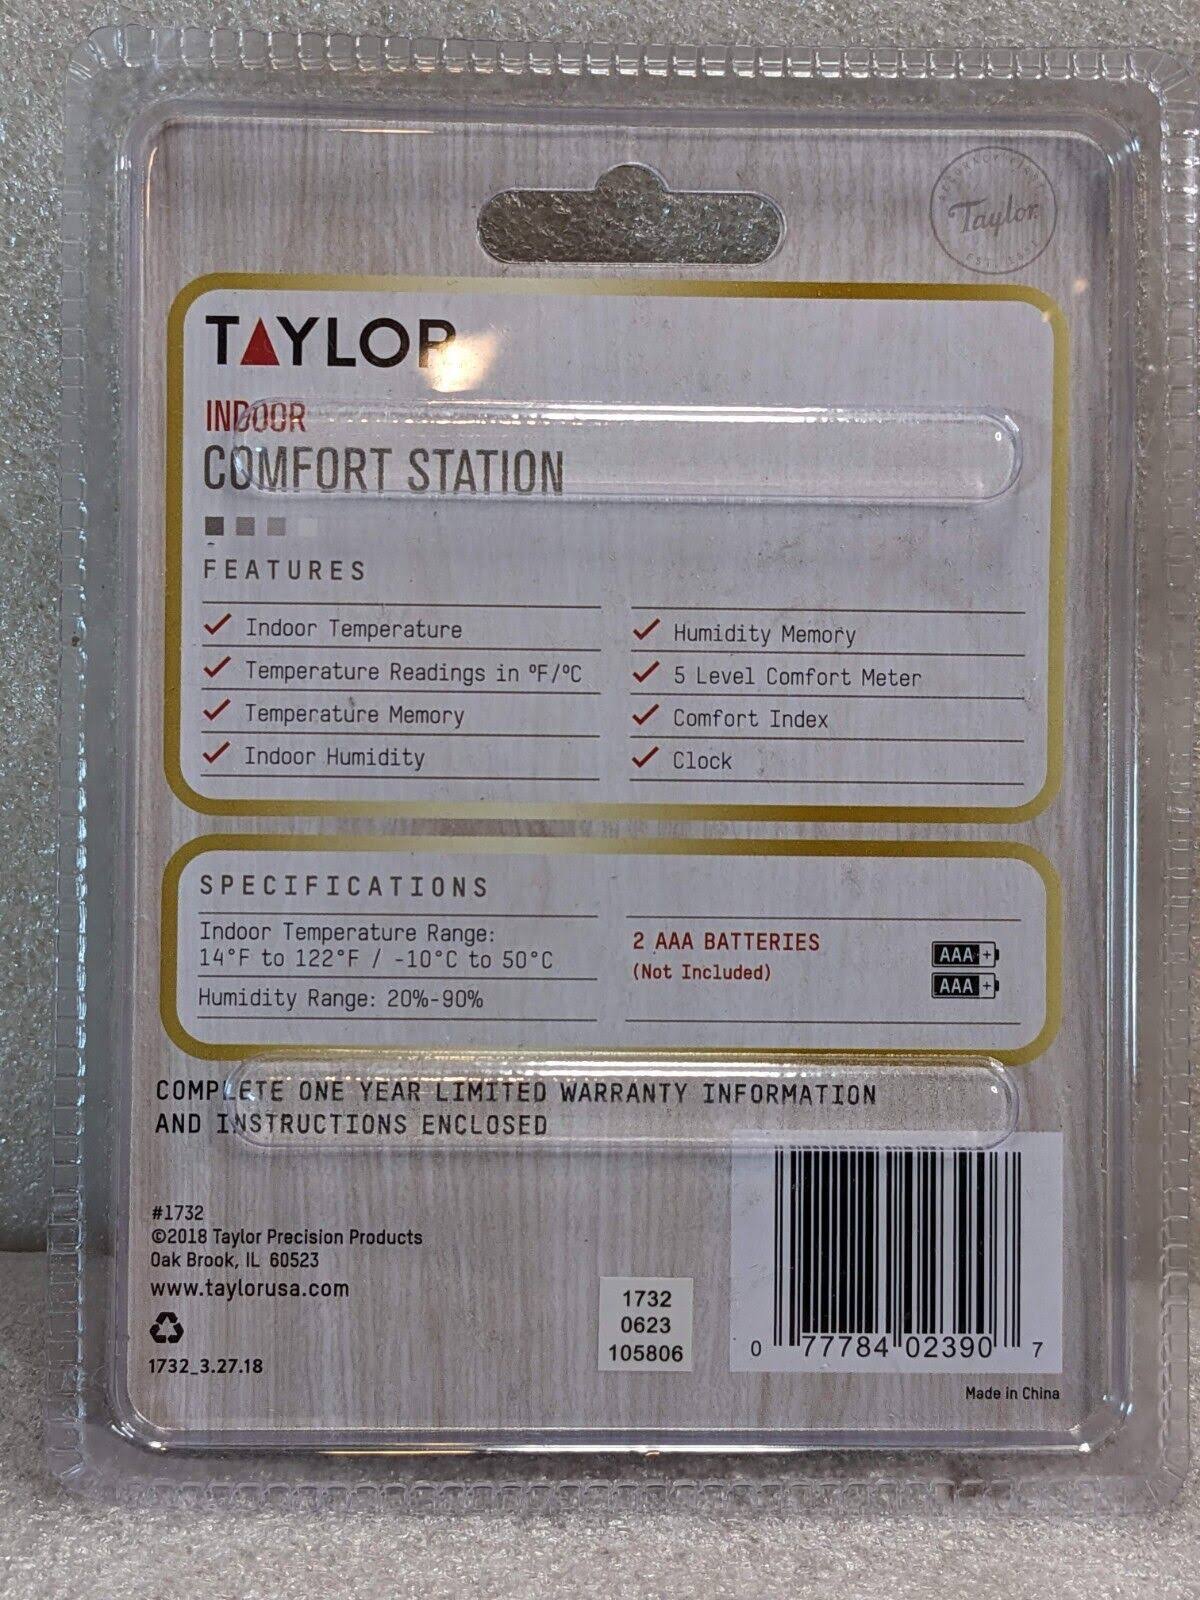 Taylor
TAYLOR
INDOOR
COMFORT STATION
FEATURES
Indoor Temperature
Temperature Readings in ºF/ºC
Temperature Memory
Indoor Humidity
Humidity Memory
5 Level Comfort Meter
Comfort Index
Clock
SPECIFICATIONS
Indoor Temperature Range:
14°F to 122°F / -10°C to 50°C
Humidity Range: 20%-90%
2 AAA BATTERIES
(Not Included)
AAA +
AAA +
COMPLETE ONE YEAR LIMITED WARRANTY INFORMATION
AND INSTRUCTIONS ENCLOSED
#1732
©2018 Taylor Precision Products
Oak Brook, IL 60523
www.taylorusa.com
1732_3.27.18
1732
0623
105806
0 77784 02390 7
Made in China